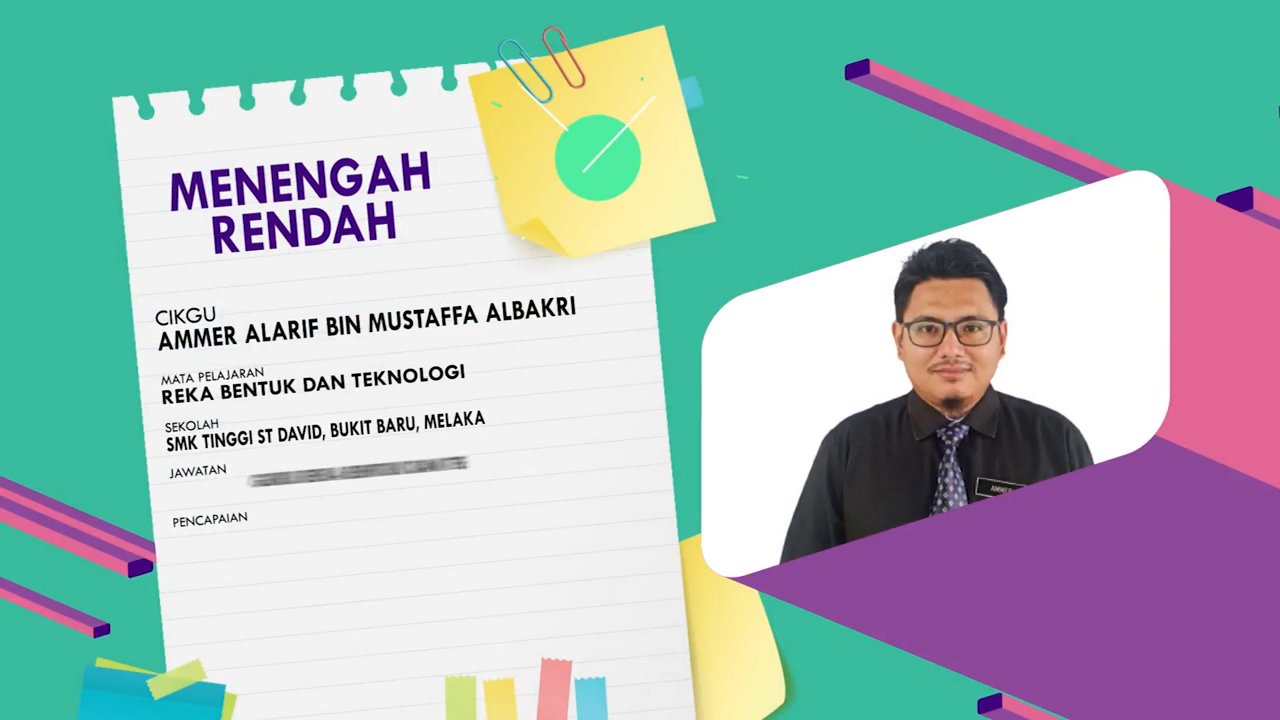 MENENGAH
RENDAH
CIKGU
AMMER ALARIF BIN MUSTAFFA ALBAKRI
MATA PELAJARAN
REKA BENTUK DAN TEKNOLOGI
SEKOLAH
SMK TINGGI ST DAVID, BUKIT BARU, MELAKA
JAWATAN
PENCAPAIAN